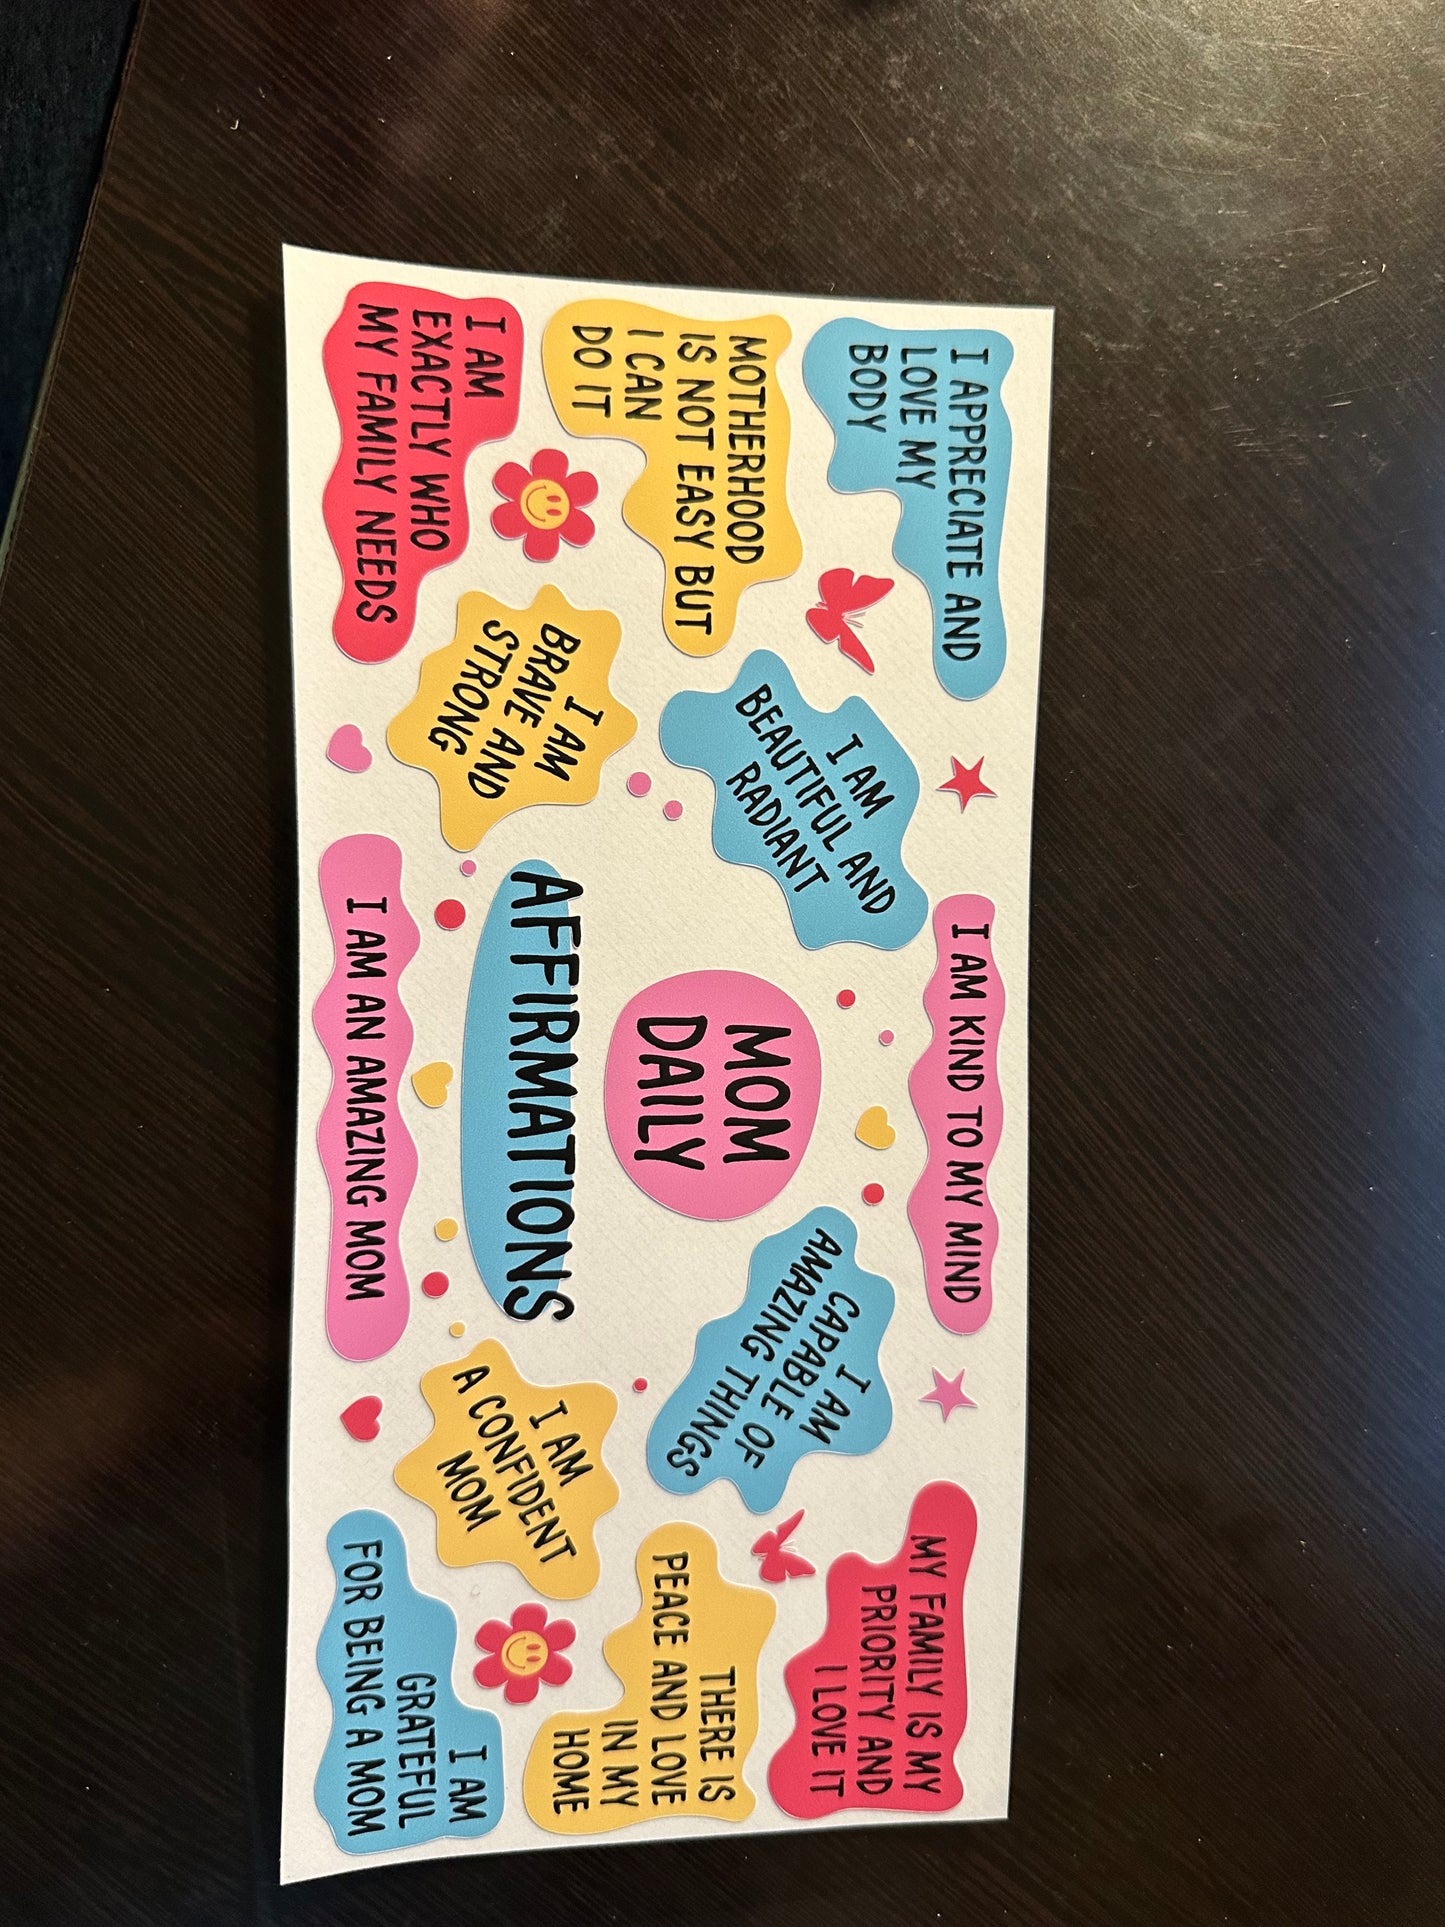 I APPRECIATE AND
LOVE MY
BODY
I AM KIND TO MY MIND
MY FAMILY IS MY
PRIORITY AND
I LOVE IT
I AM
BEAUTIFUL AND
RADIANT
I AM
CAPABLE OF
AMAZING THINGS
MOTHERHOOD
IS NOT EASY BUT
I CAN
DO IT
MOM
DAILY
AFFIRMATIONS
THERE IS
PEACE AND LOVE
IN MY
HOME
I AM
BRAVE AND
STRONG
I AM
A CONFIDENT
MOM
I AM
EXACTLY WHO
MY FAMILY NEEDS
I AM AN AMAZING MOM
I AM
GRATEFUL
FOR BEING A MOM